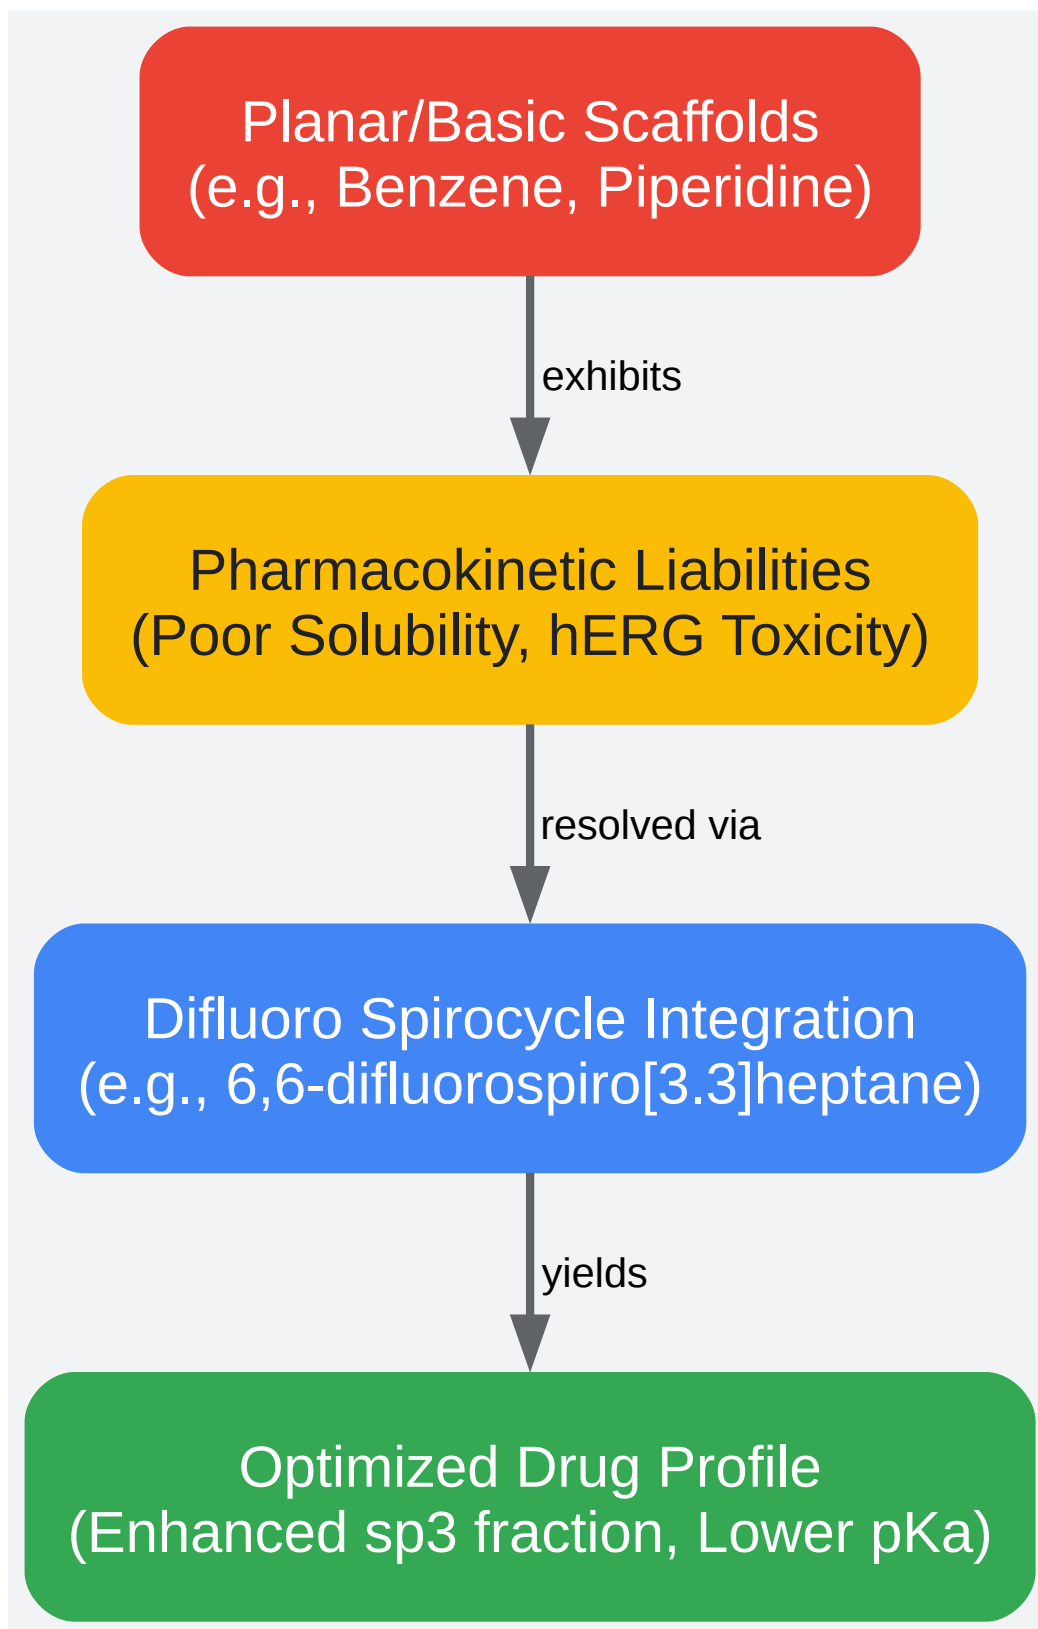 Planar/Basic Scaffolds
(e.g., Benzene, Piperidine)
exhibits
Pharmacokinetic Liabilities
(Poor Solubility, hERG Toxicity)
resolved via
Difluoro Spirocycle Integration
(e.g., 6,6-difluorospiro[3.3]heptane)
yields
Optimized Drug Profile
(Enhanced sp3 fraction, Lower pKa)